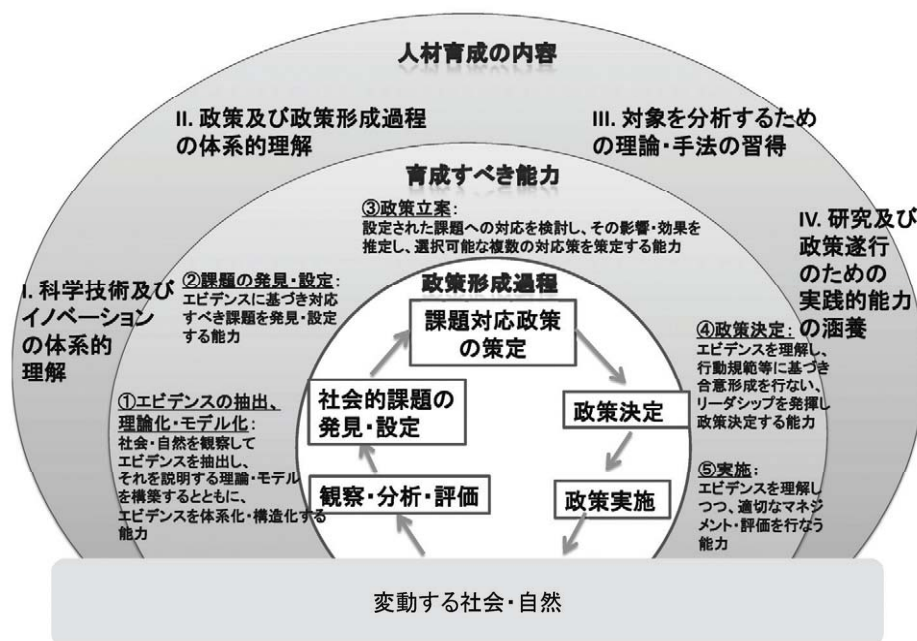 人材育成の内容
II. 政策及び政策形成過程
の体系的理解
III. 対象を分析するため
の理論・手法の習得
育成すべき能力
③政策立案:
設定された課題への対応を検討し、その影響・効果を
推定し、選択可能な複数の対応策を策定する能力
IV. 研究及び
政策遂行
のための
実践的能力
の涵養
I. 科学技術及び
イノベーション
の体系的
理解
②課題の発見・設定:
エビデンスに基づき対応
すべき課題を発見・設定
する能力
政策形成過程
課題対応政策
の策定
④政策決定:
エビデンスを理解し、
行動規範等に基づき
合意形成を行ない、
リーダシップを発揮し
政策決定する能力
①エビデンスの抽出、
理論化・モデル化:
社会・自然を観察して
エビデンスを抽出し、
それを説明する理論・モデル
を構築するとともに、
エビデンスを体系化・構造化する
能力
社会的課題の
発見・設定
政策決定
観察・分析・評価
政策実施
⑤実施:
エビデンスを理解し
つつ、適切なマネジ
メント・評価を行なう
能力
変動する社会・自然